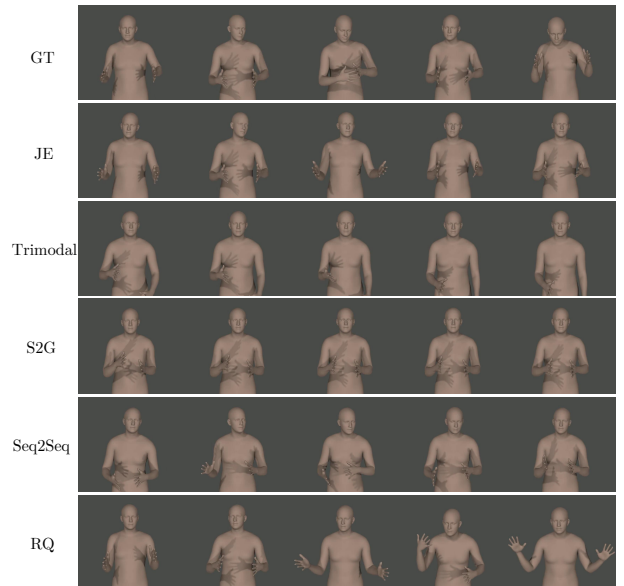 GT
JE
Trimodal
S2G
Seq2Seq
RQ